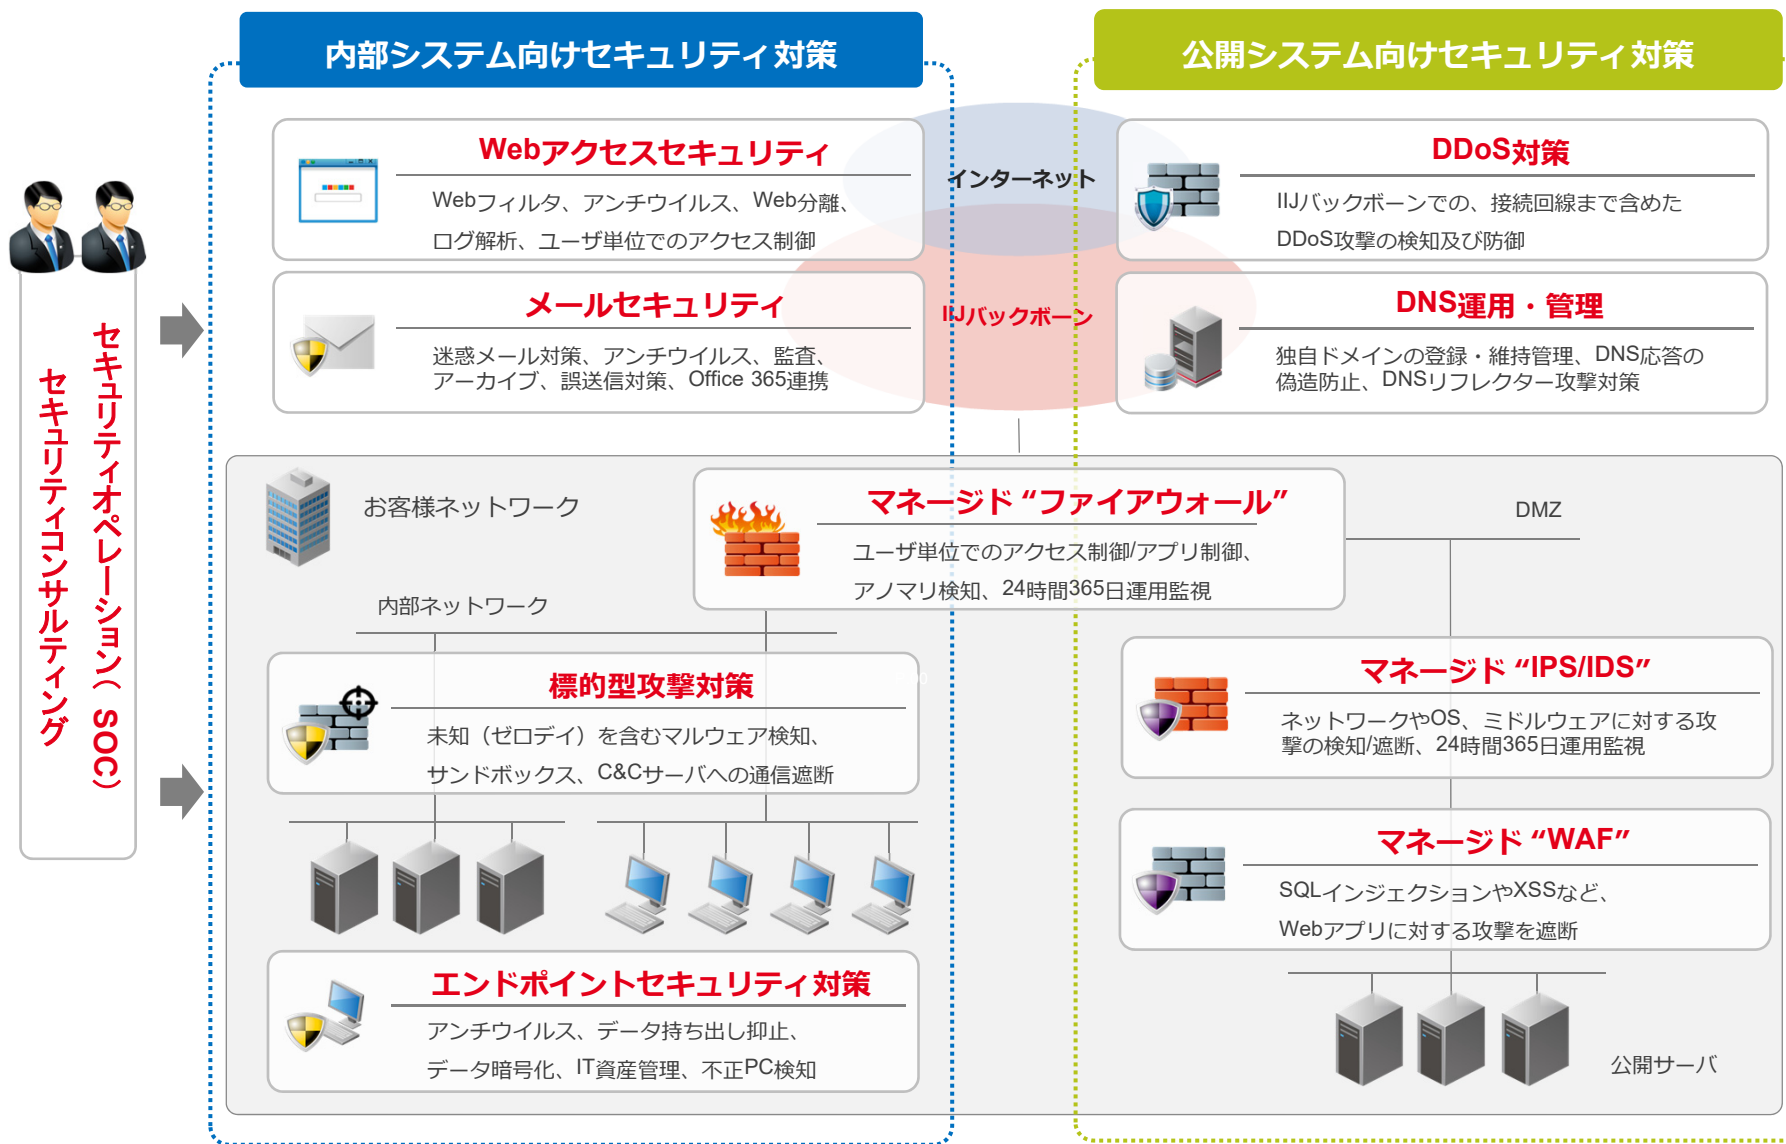 内部システム向けセキュリティ対策
公開システム向けセキュリティ対策
Webアクセスセキュリティ
Webフィルタ、アンチウイルス、Web分離、
ログ解析、ユーザ単位でのアクセス制御
インターネット
DDoS対策
IIJバックボーンでの、接続回線まで含めた
DDoS攻撃の検知及び防御
メールセキュリティ
迷惑メール対策、アンチウイルス、監査、
アーカイブ、誤送信対策、Office 365連携
IIJバックボーン
DNS運用・管理
独自ドメインの登録・維持管理、DNS応答の
偽造防止、DNSリフレクター攻撃対策
セキュリティオペレーション（SOC）
セキュリティコンサルティング
お客様ネットワーク
マネージド “ファイアウォール”
ユーザ単位でのアクセス制御/アプリ制御、
アノマリ検知、24時間365日運用監視
DMZ
内部ネットワーク
標的型攻撃対策
未知（ゼロデイ）を含むマルウェア検知、
サンドボックス、C&Cサーバへの通信遮断
マネージド “IPS/IDS”
ネットワークやOS、ミドルウェアに対する攻
撃の検知/遮断、24時間365日運用監視
マネージド “WAF”
SQLインジェクションやXSSなど、
Webアプリに対する攻撃を遮断
エンドポイントセキュリティ対策
アンチウイルス、データ持ち出し抑止、
データ暗号化、IT資産管理、不正PC検知
公開サーバ